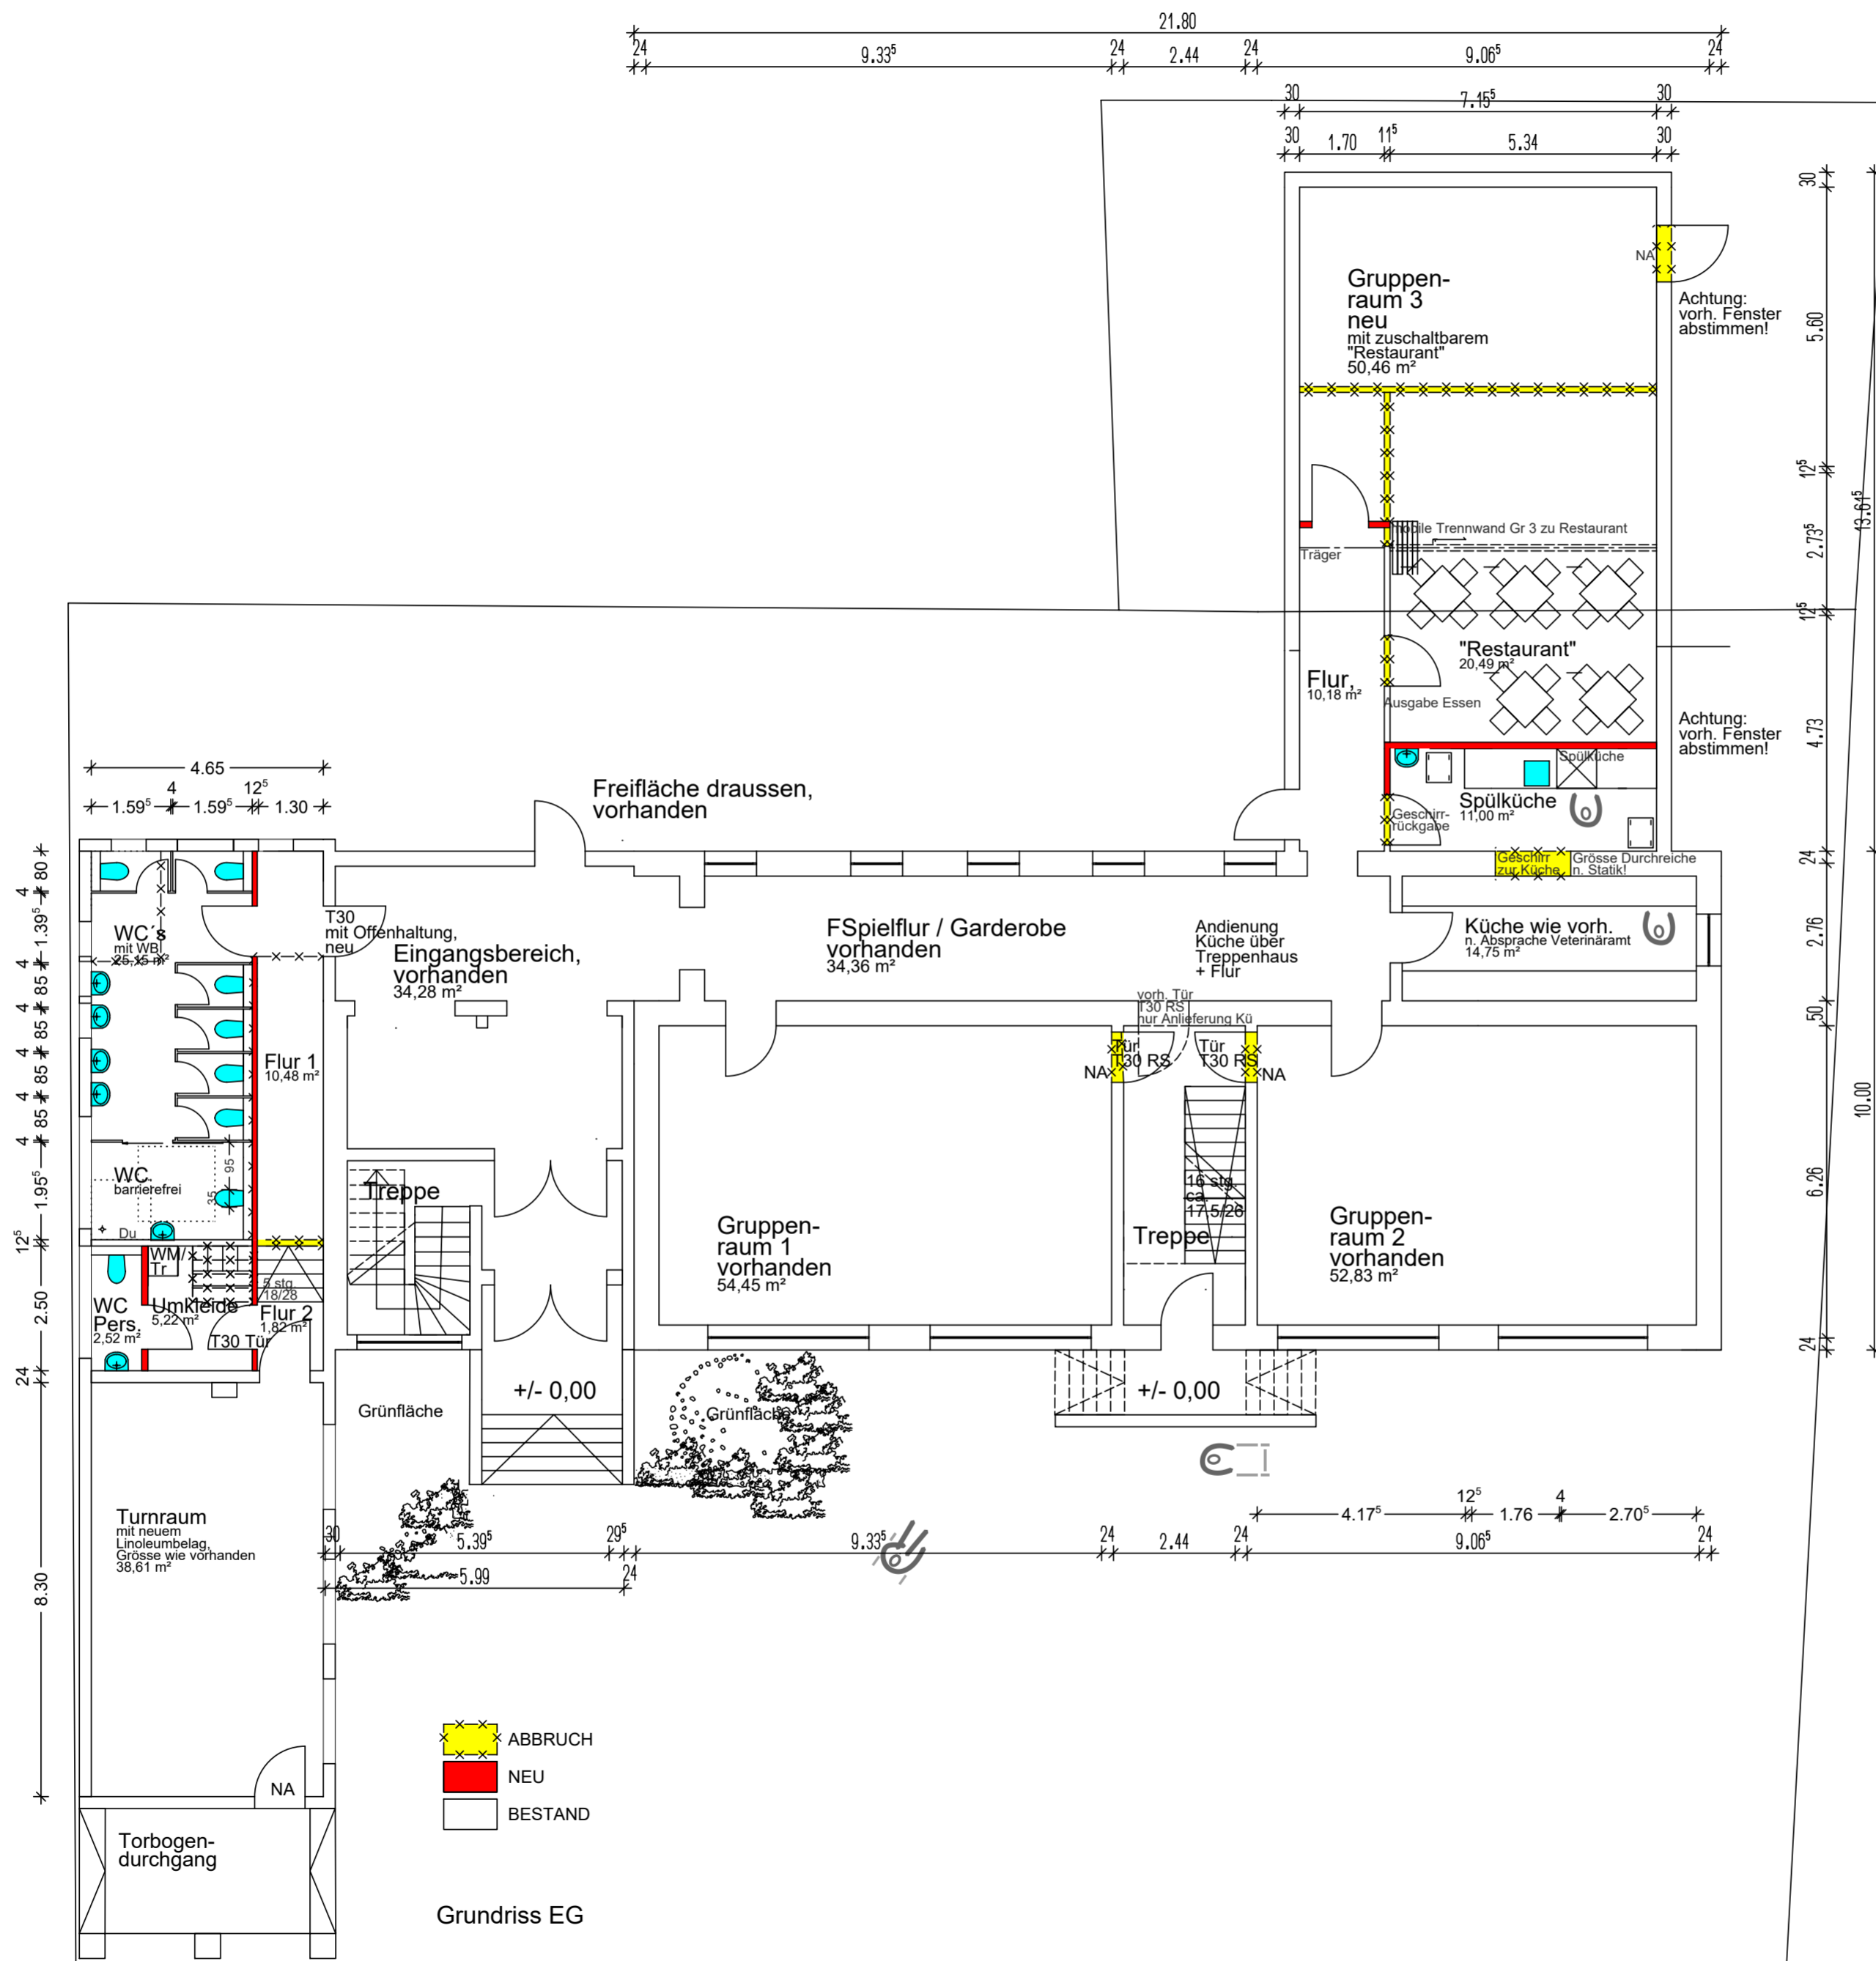 21.80
24 9.33⁵ 24 2.44 24 9.06⁵ 24
30 7.15⁵ 30
30 1.70 11⁵ 5.34 30
30
5.60
12⁵
2.73⁵
12⁵
4.73
24
2.76
50
6.26
24
13.61⁵
10.00
Gruppen-
raum 3
neu
mit zuschaltbarem
"Restaurant"
50,46 m²
NA
Achtung:
vorh. Fenster
abstimmen!
mobile Trennwand Gr 3 zu Restaurant
Träger
"Restaurant"
20,49 m²
Flur,
10,18 m²
Ausgabe Essen
Achtung:
vorh. Fenster
abstimmen!
Spülküche
Spülküche
11,00 m²
Geschirr-
rückgabe
Geschirr
zur Küche
Grösse Durchreiche
n. Statik!
Freifläche draussen,
vorhanden
4.65
4 12⁵
1.59⁵ 1.59⁵ 1.30
80
4
1.39⁵
4
85
4
85
4
85
4
85
4
1.95⁵
12⁵
2.50
24
8.30
WC´s
mit WB
25,15 m²
T30
mit Offenhaltung,
neu
Eingangsbereich,
vorhanden
34,28 m²
FSpielflur / Garderobe
vorhanden
34,36 m²
Andienung
Küche über
Treppenhaus
+ Flur
Küche wie vorh.
n. Absprache Veterinäramt
14,75 m²
vorh. Tür
T30 RS
nur Anlieferung Kü
Tür
T30 RS
NA
Tür
T30 RS
NA
Flur 1
10,48 m²
WC
barrierefrei
95
35
Du
Treppe
16 stg.
ca.
17.5/26
Treppe
Gruppen-
raum 1
vorhanden
54,45 m²
Gruppen-
raum 2
vorhanden
52,83 m²
WM/
Tr
5 stg.
18/28
WC
Pers.
2,52 m²
Umkleide
5,22 m²
Flur 2
1,82 m²
T30 Tür
Grünfläche
+/- 0,00
Grünfläche
+/- 0,00
12⁵ 4
4.17⁵ 1.76 2.70⁵
30 5.39⁵ 29⁵ 9.33⁵ 24 2.44 24 9.06⁵ 24
5.99 24
Turnraum
mit neuem
Linoleumbelag,
Grösse wie vorhanden
38,61 m²
NA
ABBRUCH
NEU
BESTAND
Torbogen-
durchgang
Grundriss EG